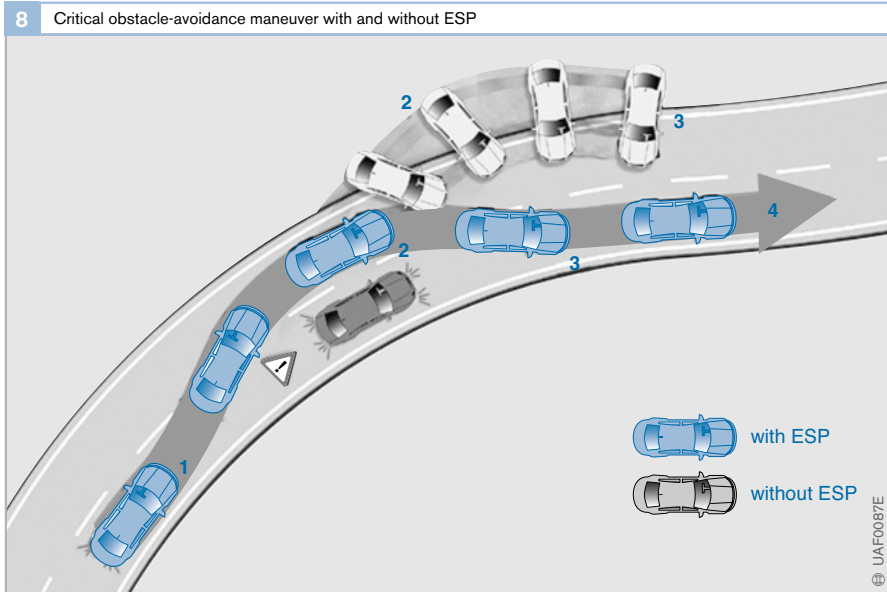 8 Critical obstacle-avoidance maneuver with and without ESP
2
3
2
4
3
!
1
with ESP
without ESP
UAF0087E